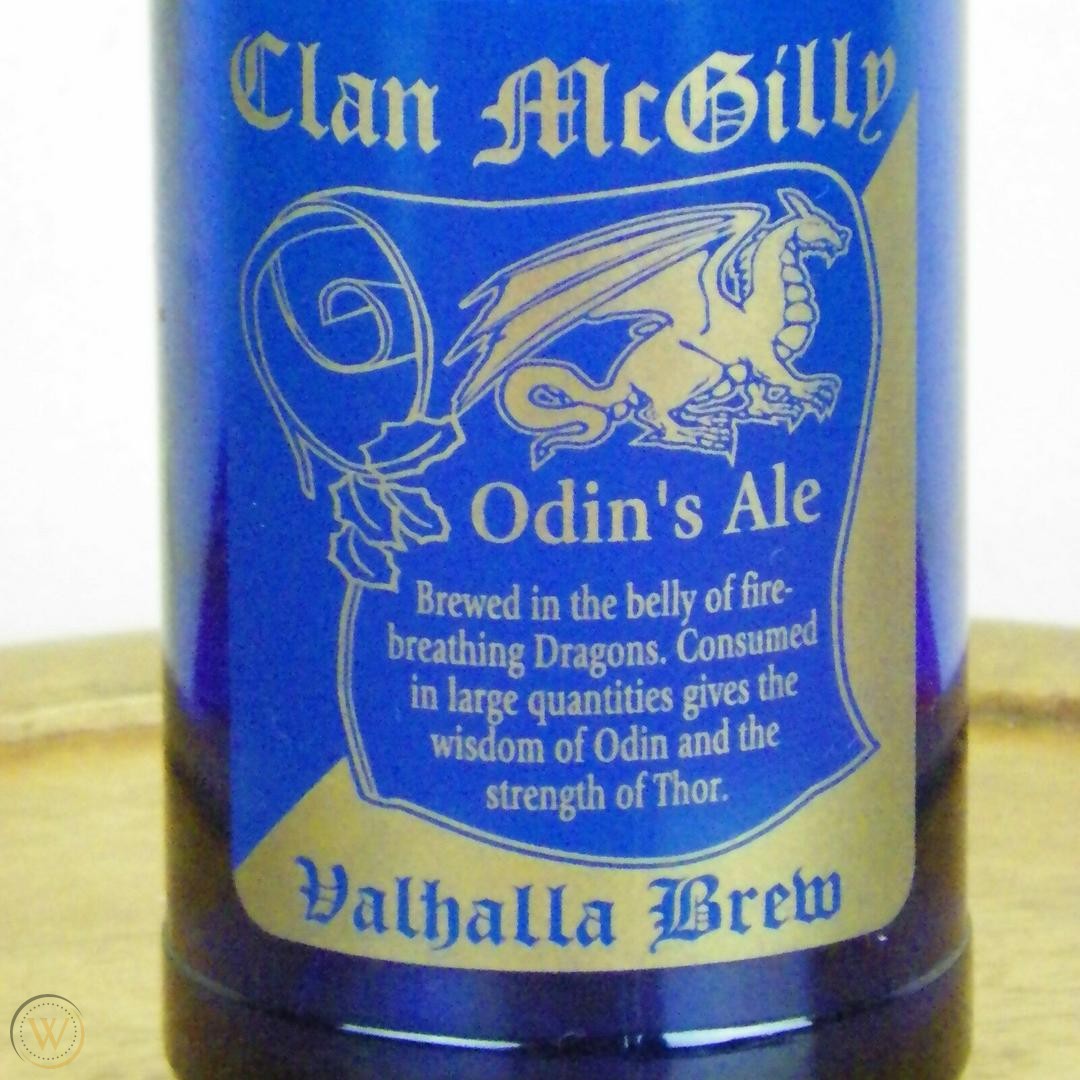 Clan McGilly
Odin's Ale
Brewed in the belly of fire-
breathing Dragons. Consumed
in large quantities gives the
wisdom of Odin and the
strength of Thor.
Valhalla Brew
W